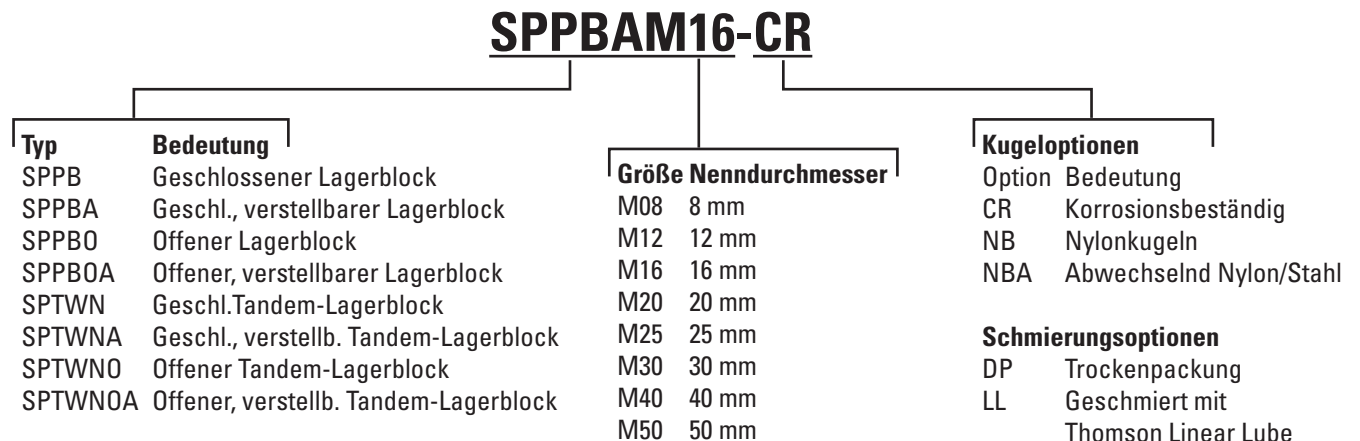 SPPBAM16-CR
Typ Bedeutung
SPPB Geschlossener Lagerblock
SPPBA Geschl., verstellbarer Lagerblock
SPPBO Offener Lagerblock
SPPBOA Offener, verstellbarer Lagerblock
SPTWN Geschl.Tandem-Lagerblock
SPTWNA Geschl., verstellb. Tandem-Lagerblock
SPTWNO Offener Tandem-Lagerblock
SPTWNOA Offener, verstellb. Tandem-Lagerblock
Größe Nenndurchmesser
M08 8 mm
M12 12 mm
M16 16 mm
M20 20 mm
M25 25 mm
M30 30 mm
M40 40 mm
M50 50 mm
Kugeloptionen
Option Bedeutung
CR Korrosionsbeständig
NB Nylonkugeln
NBA Abwechselnd Nylon/Stahl
Schmierungsoptionen
DP Trockenpackung
LL Geschmiert mit
Thomson Linear Lube